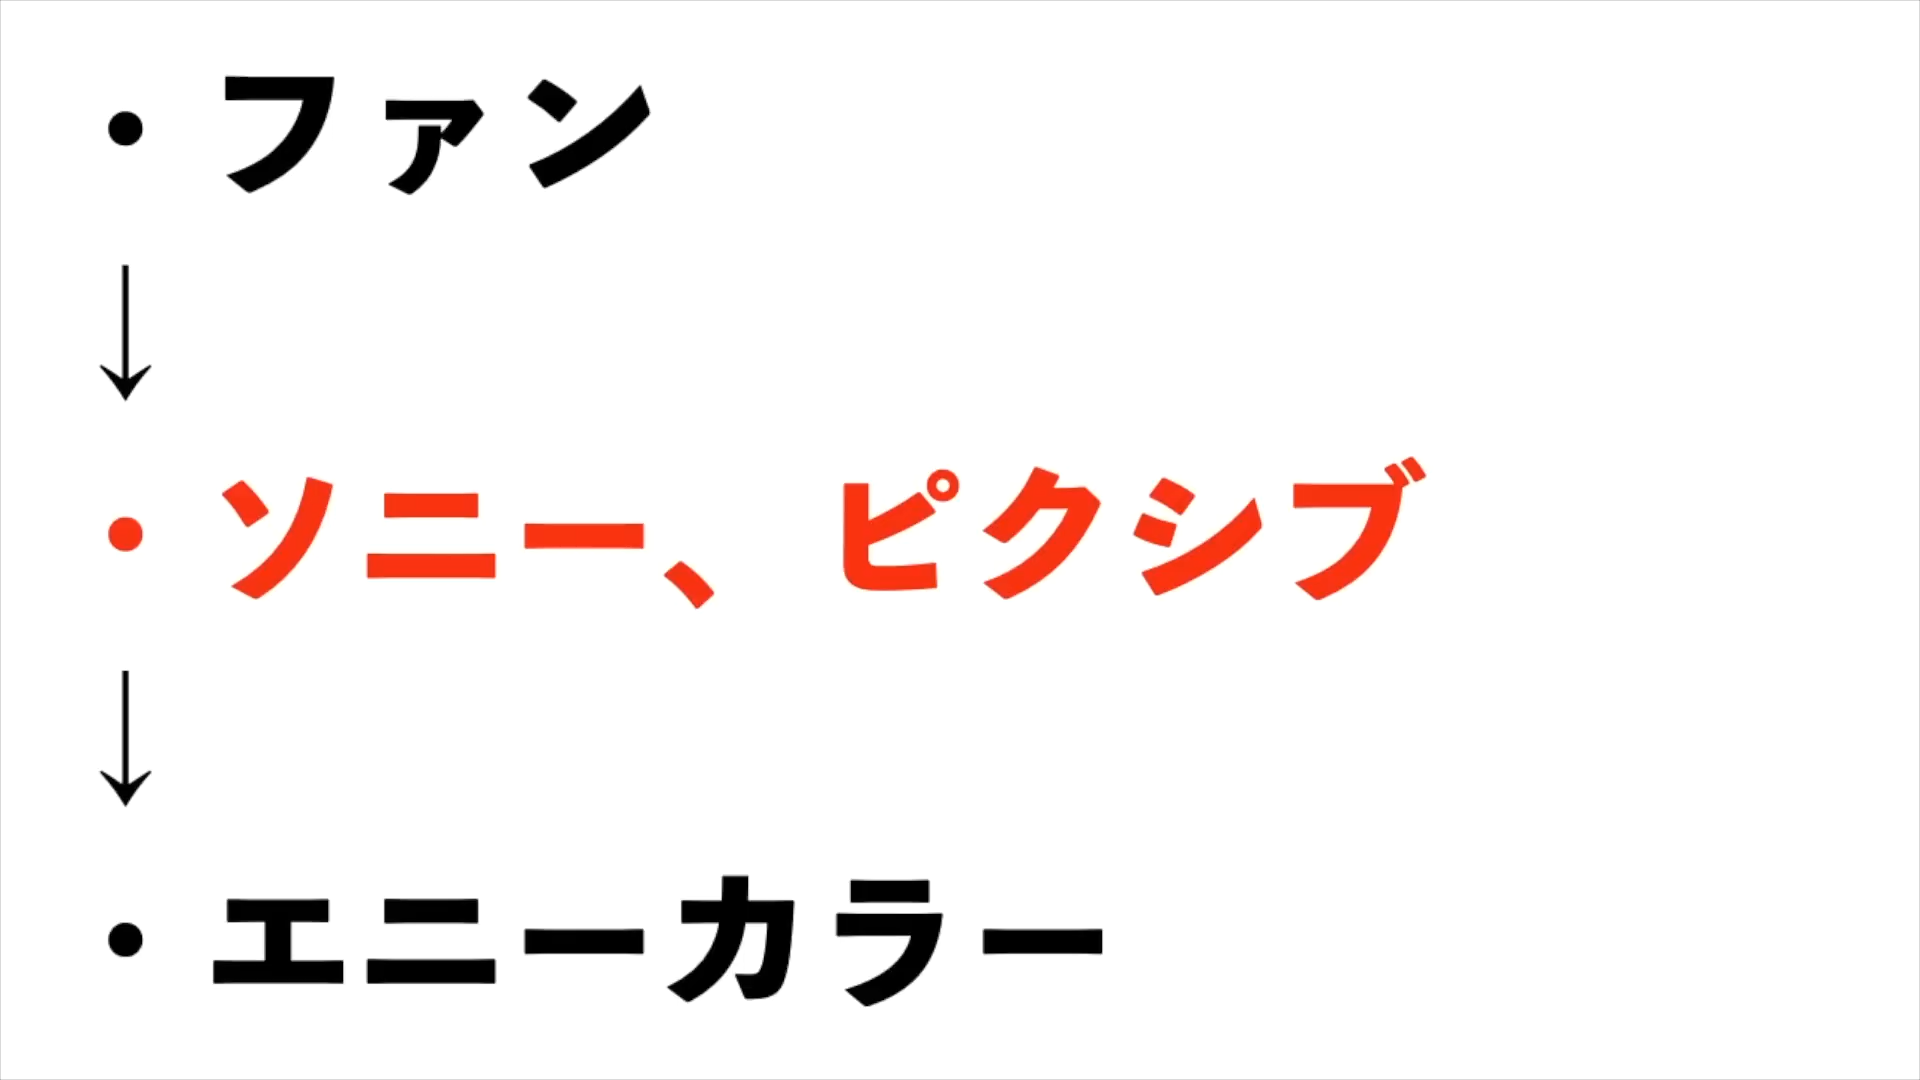 ・ファン
↓
・ソニー、ピクシブ
↓
・エニーカラー